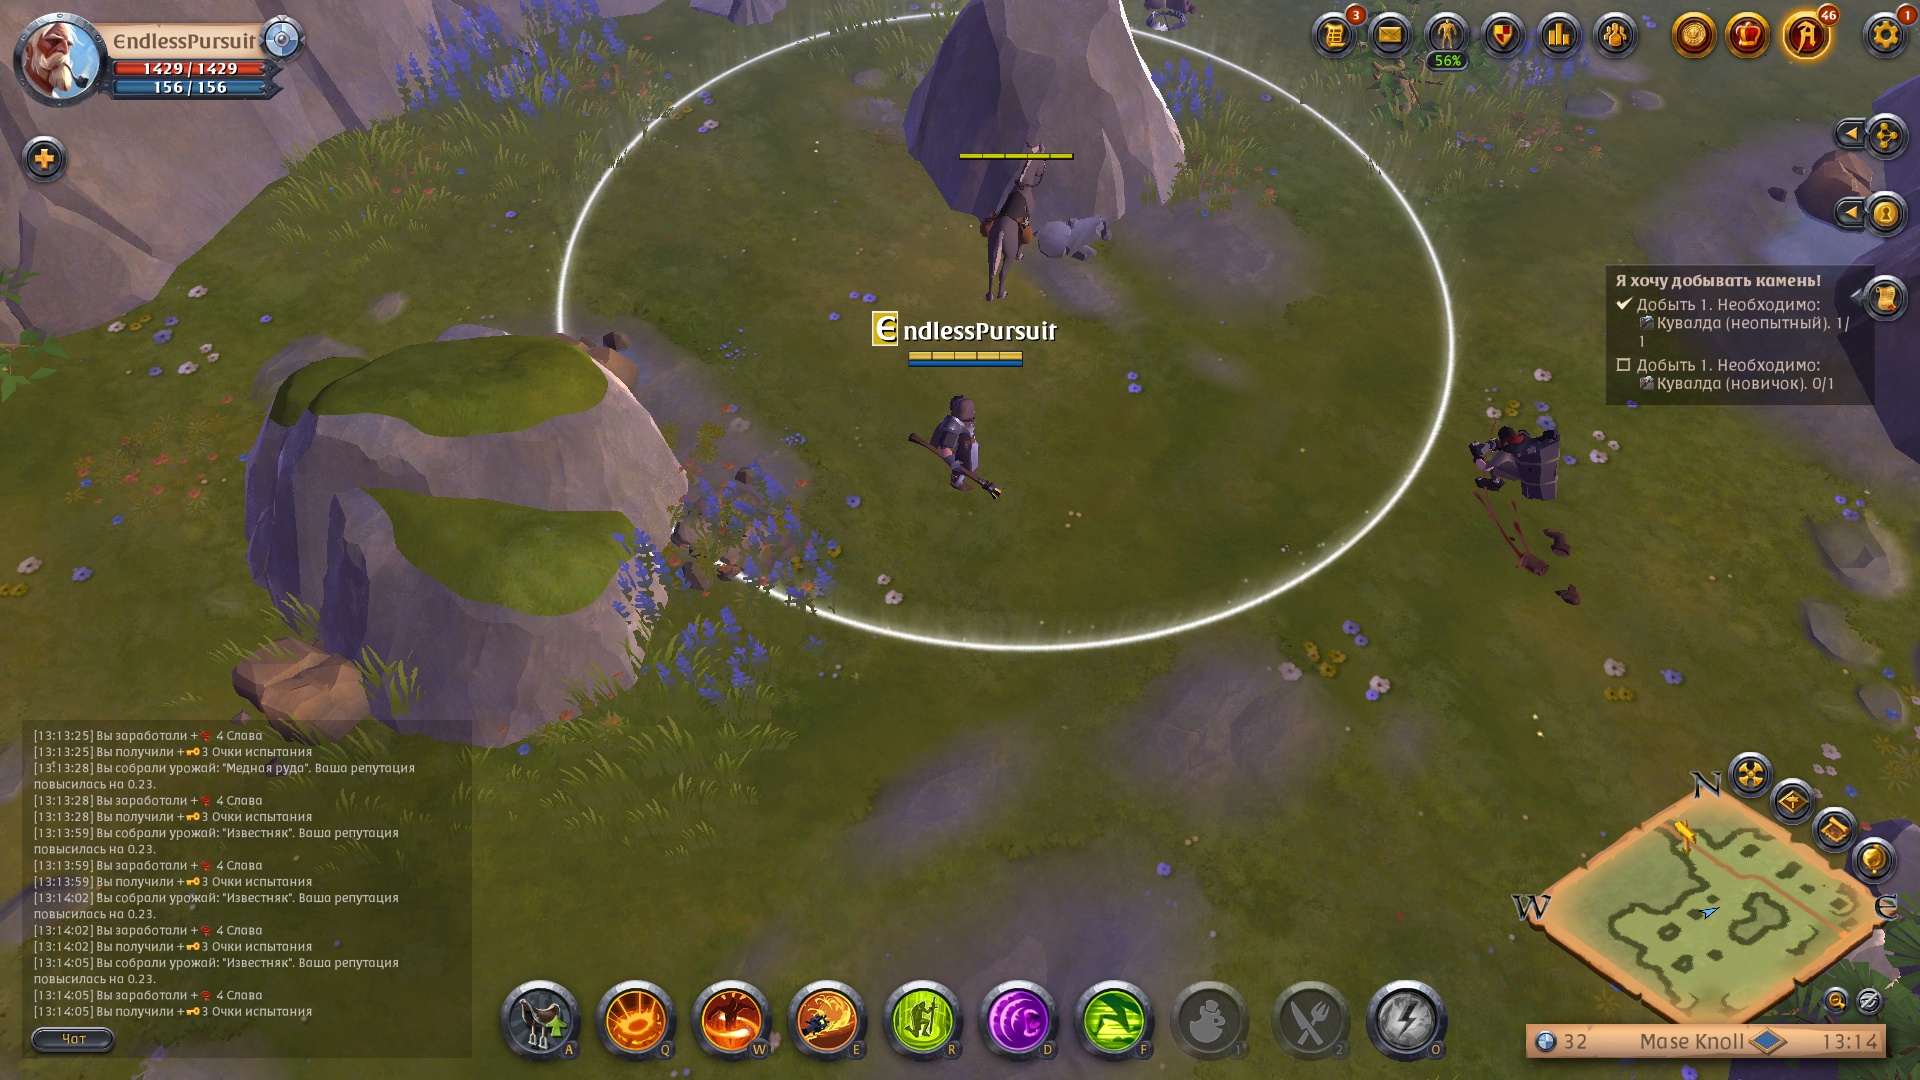 EndlessPursuit
1429 / 1429
156 / 156
3
56%
46
1
Я хочу добывать камень!
Добыть 1. Необходимо:
Кувалда (неопытный). 1/
1
Добыть 1. Необходимо:
Кувалда (новичок). 0/1
EndlessPursuit
[13:13:25] Вы заработали + 4 Слава
[13:13:25] Вы получили + 3 Очки испытания
[13:13:28] Вы собрали урожай: "Медная руда". Ваша репутация
повысилась на 0.23.
[13:13:28] Вы заработали + 4 Слава
[13:13:28] Вы получили + 3 Очки испытания
[13:13:59] Вы собрали урожай: "Известняк". Ваша репутация
повысилась на 0.23.
[13:13:59] Вы заработали + 4 Слава
[13:13:59] Вы получили + 3 Очки испытания
[13:14:02] Вы собрали урожай: "Известняк". Ваша репутация
повысилась на 0.23.
[13:14:02] Вы заработали + 4 Слава
[13:14:02] Вы получили + 3 Очки испытания
[13:14:05] Вы собрали урожай: "Известняк". Ваша репутация
повысилась на 0.23.
[13:14:05] Вы заработали + 4 Слава
[13:14:05] Вы получили + 3 Очки испытания
Чат
A Q W E R D F 1 2 O
N
W E
32 Mase Knoll 13:14